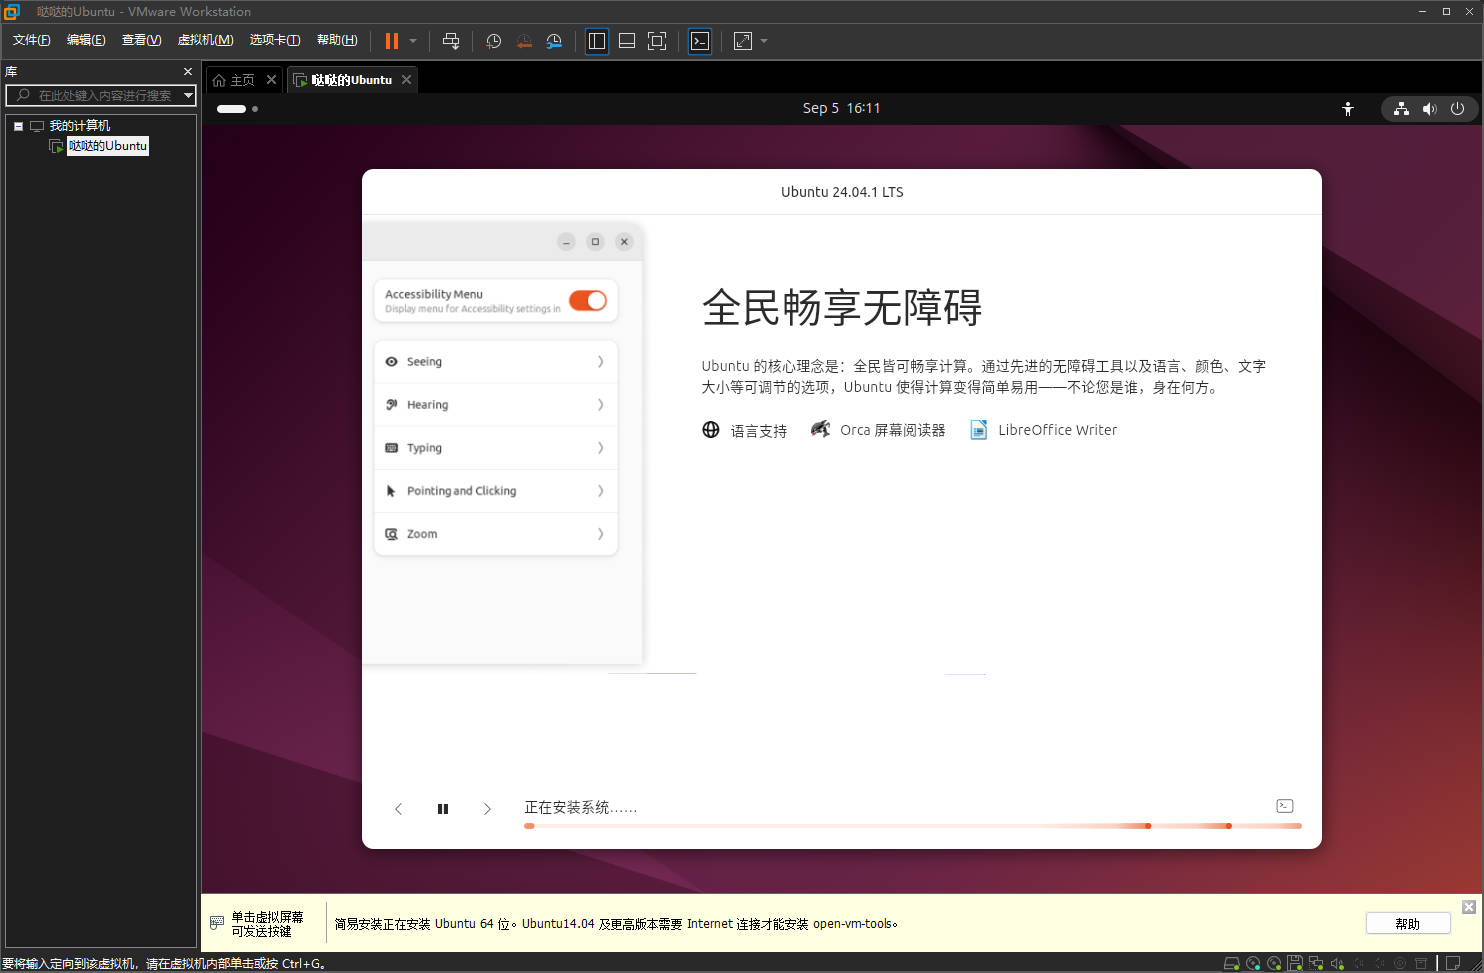 哒哒的Ubuntu - VMware Workstation
文件(F) 编辑(E) 查看(V) 虚拟机(M) 选项卡(T) 帮助(H)
库
主页
哒哒的Ubuntu
在此处键入内容进行搜索
我的计算机
哒哒的Ubuntu
Sep 5 16:11
Ubuntu 24.04.1 LTS
Accessibility Menu
Display menu for Accessibility settings in
Seeing
Hearing
Typing
Pointing and Clicking
Zoom
全民畅享无障碍
Ubuntu 的核心理念是：全民皆可畅享计算。通过先进的无障碍工具以及语言、颜色、文字
大小等可调节的选项，Ubuntu 使得计算变得简单易用——不论您是谁，身在何方。
语言支持 Orca 屏幕阅读器 LibreOffice Writer
正在安装系统……
单击虚拟屏幕
可发送按键
简易安装正在安装 Ubuntu 64 位。Ubuntu14.04 及更高版本需要 Internet 连接才能安装 open-vm-tools。
帮助
要将输入定向到该虚拟机，请在虚拟机内部单击或按 Ctrl+G。